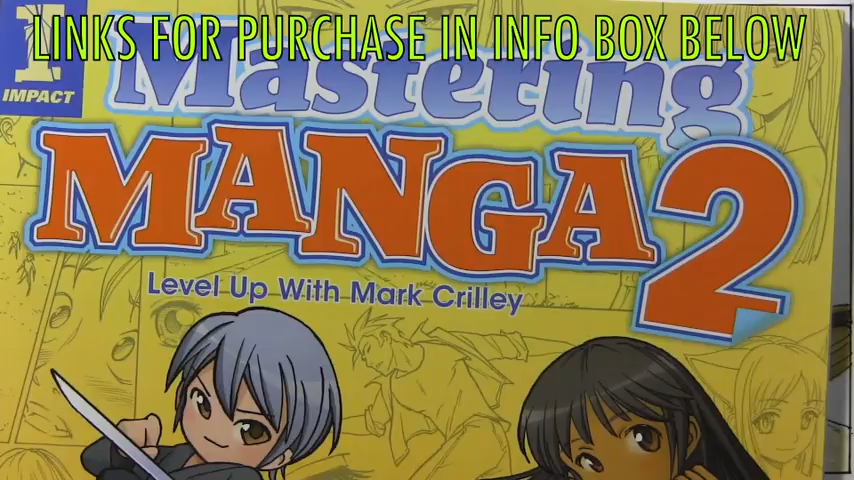 LINKS FOR PURCHASE IN INFO BOX BELOW
I
IMPACT
Mastering
MANGA 2
Level Up With Mark Crilley